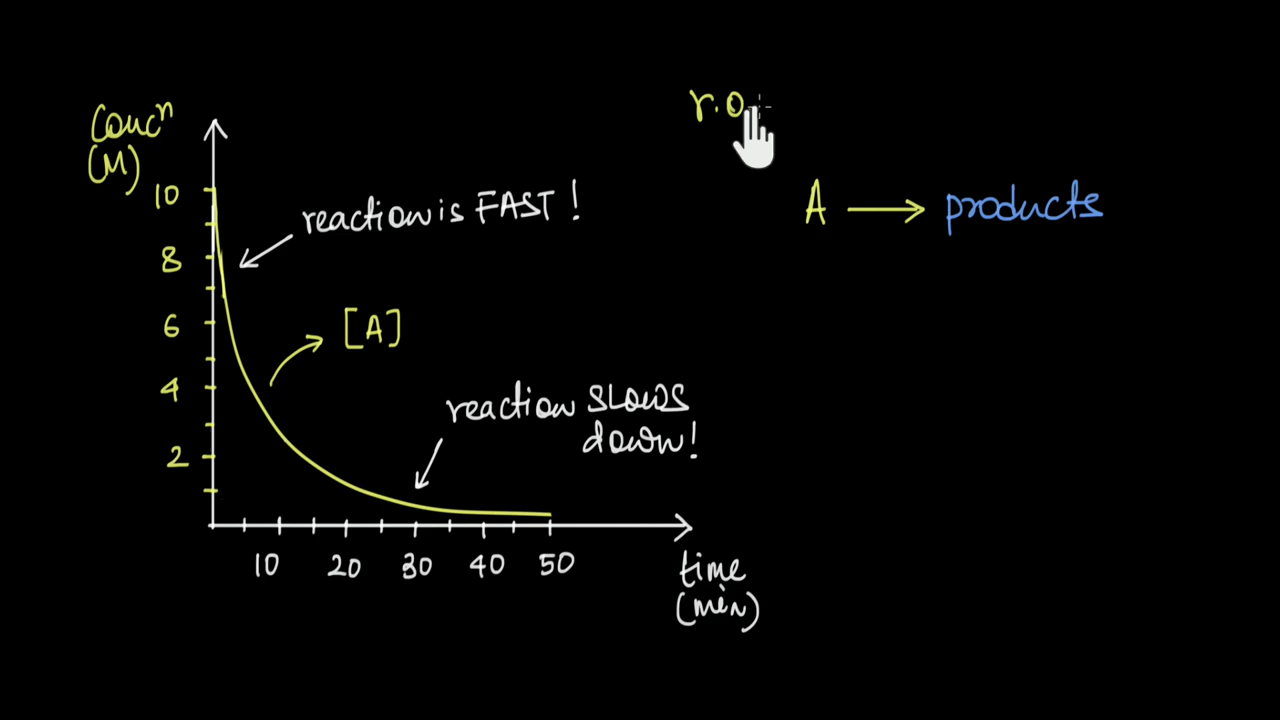 Concⁿ
(M)
10
8
6
4
2
reaction is FAST !
[A]
reaction SLOWS
down!
10 20 30 40 50
time
(min)
r.o
A → products